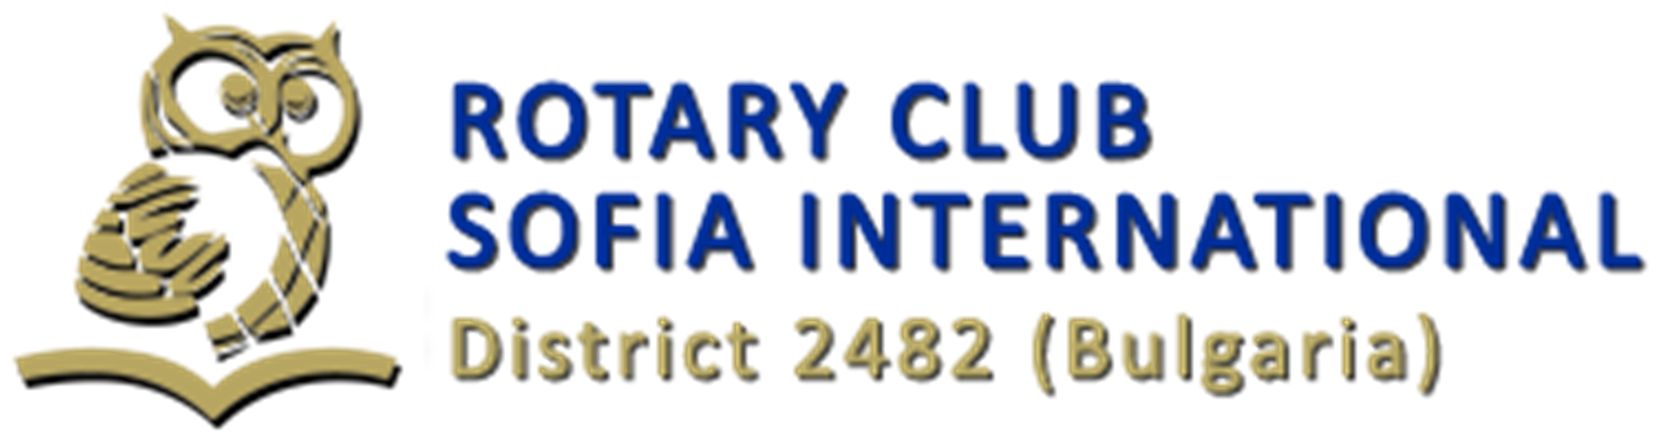 ROTARY CLUB
SOFIA INTERNATIONAL
District 2482 (Bulgaria)